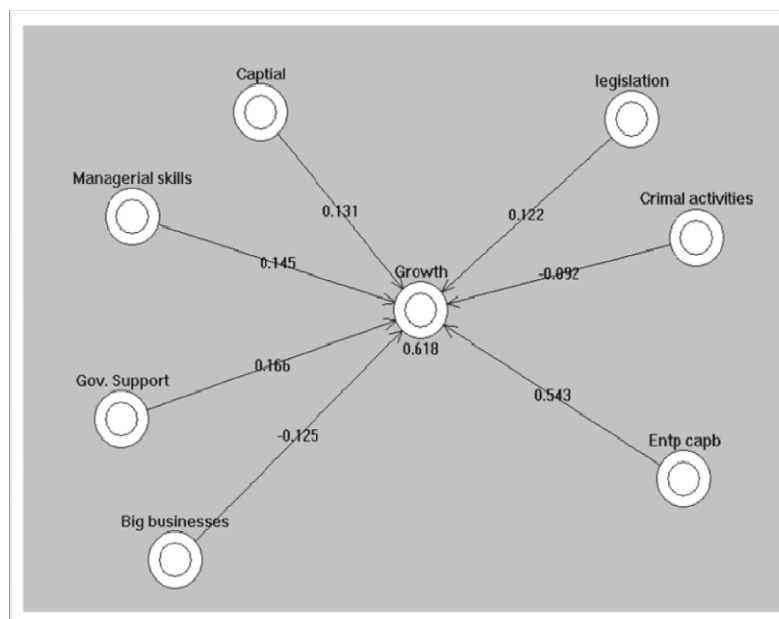 Captial
legislation
Managerial skills
Crimal activities
0.131
0.122
0.145
Growth
-0.092
0.618
0.166
Gov. Support
0.543
-0.125
Entp capb
Big businesses